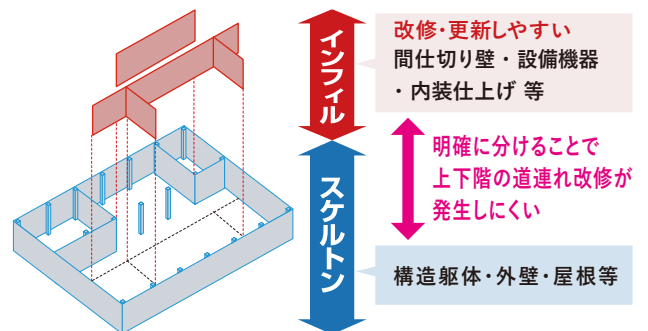 インフィル
改修・更新しやすい
間仕切り壁・設備機器
・内装仕上げ 等
明確に分けることで
上下階の道連れ改修が
発生しにくい
スケルトン
構造躯体・外壁・屋根等